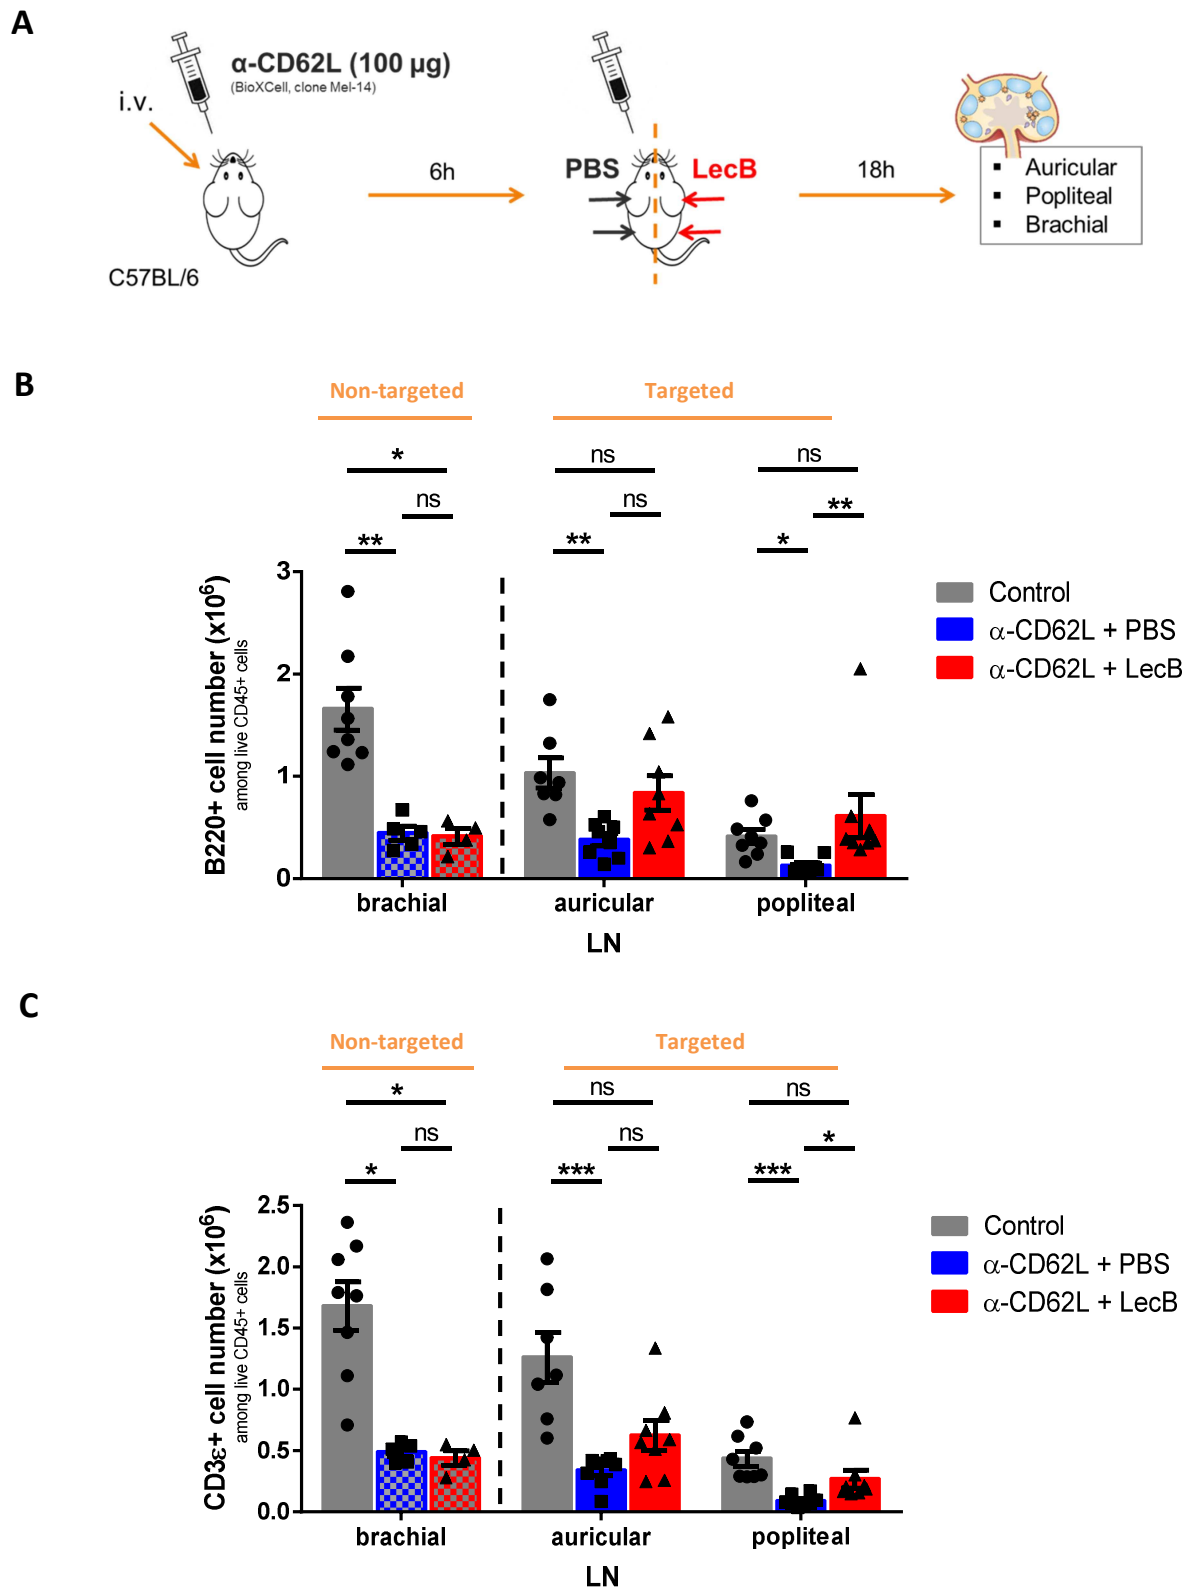 A
α-CD62L (100 µg)
(BioXCell, clone Mel-14)
i.v.
C57BL/6
6h
PBS
LecB
18h
▪ Auricular
▪ Popliteal
▪ Brachial
B
Non-targeted
Targeted
*
ns
ns
ns
ns
**
**
**
*
B220+ cell number (x10⁶)
among live CD45+ cells
3
2
1
0
brachial
auricular
popliteal
LN
Control
α-CD62L + PBS
α-CD62L + LecB
C
Non-targeted
Targeted
*
ns
ns
ns
ns
*
*
***
***
CD3ε+ cell number (x10⁶)
among live CD45+ cells
2.5
2.0
1.5
1.0
0.5
0.0
brachial
auricular
popliteal
LN
Control
α-CD62L + PBS
α-CD62L + LecB